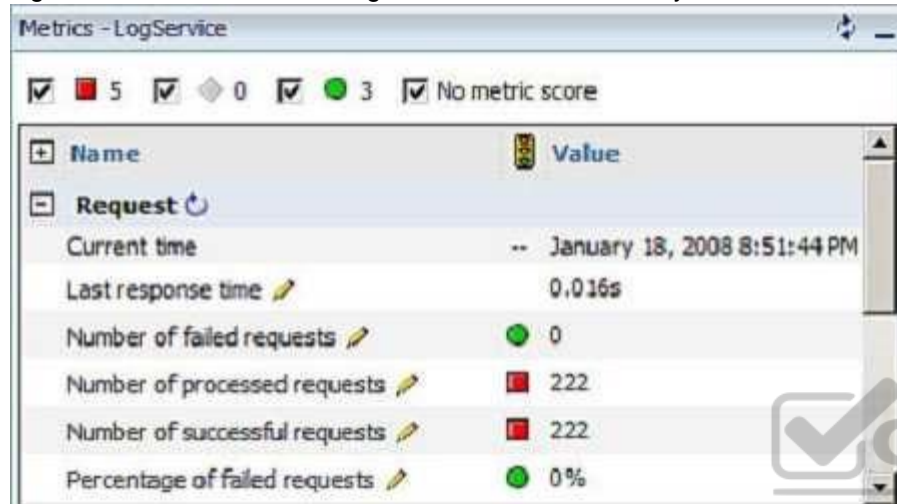 Metrics - LogService
5 0 3 No metric score
Name Value
Request
Current time -- January 18, 2008 8:51:44 PM
Last response time 0.016s
Number of failed requests 0
Number of processed requests 222
Number of successful requests 222
Percentage of failed requests 0%